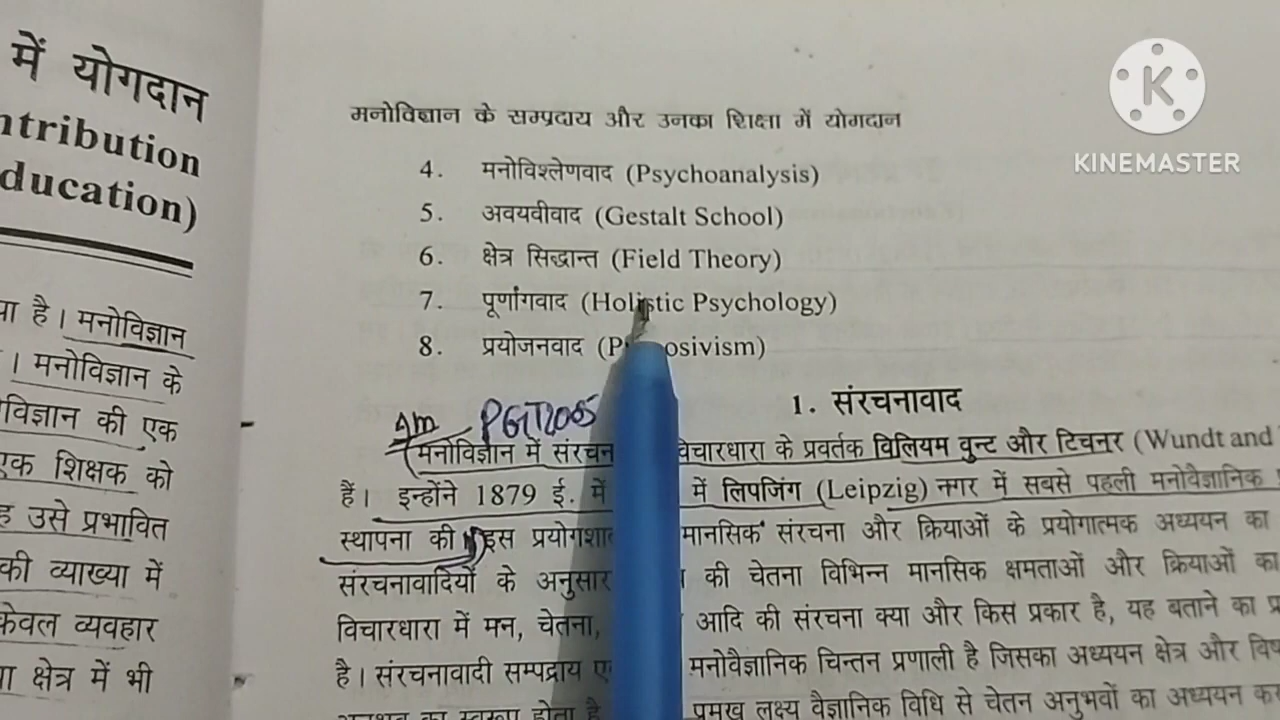 में योगदान
ntribution
ducation)
या है। मनोविज्ञान
। मनोविज्ञान के
विज्ञान की एक
एक शिक्षक को
ह उसे प्रभावित
की व्याख्या में
केवल व्यवहार
क्षेत्र में भी
मनोविज्ञान के सम्प्रदाय और उनका शिक्षा में योगदान
4. मनोविश्लेणवाद (Psychoanalysis)
5. अवयवीवाद (Gestalt School)
6. क्षेत्र सिद्धान्त (Field Theory)
7. पूर्णांगवाद (Holistic Psychology)
8. प्रयोजनवाद (P osivism)
1. संरचनावाद
PGT2005
मनोविज्ञान में संरचन विचारधारा के प्रवर्तक विलियम वुन्ट और टिचनर (Wundt and
हैं। इन्होंने 1879 ई. में में लिपजिंग (Leipzig) नगर में सबसे पहली मनोवैज्ञानिक
स्थापना की इस प्रयोगशा मानसिक संरचना और क्रियाओं के प्रयोगात्मक अध्ययन का
संरचनावादियों के अनुसार की चेतना विभिन्न मानसिक क्षमताओं और क्रियाओं का
विचारधारा में मन, चेतना, आदि की संरचना क्या और किस प्रकार है, यह बताने का
है। संरचनावादी सम्प्रदाय मनोवैज्ञानिक चिन्तन प्रणाली है जिसका अध्ययन क्षेत्र और
अनुभव का स्वरूप होता है प्रमुख लक्ष्य वैज्ञानिक विधि से चेतन अनुभवों का अध्ययन
K
KINEMASTER